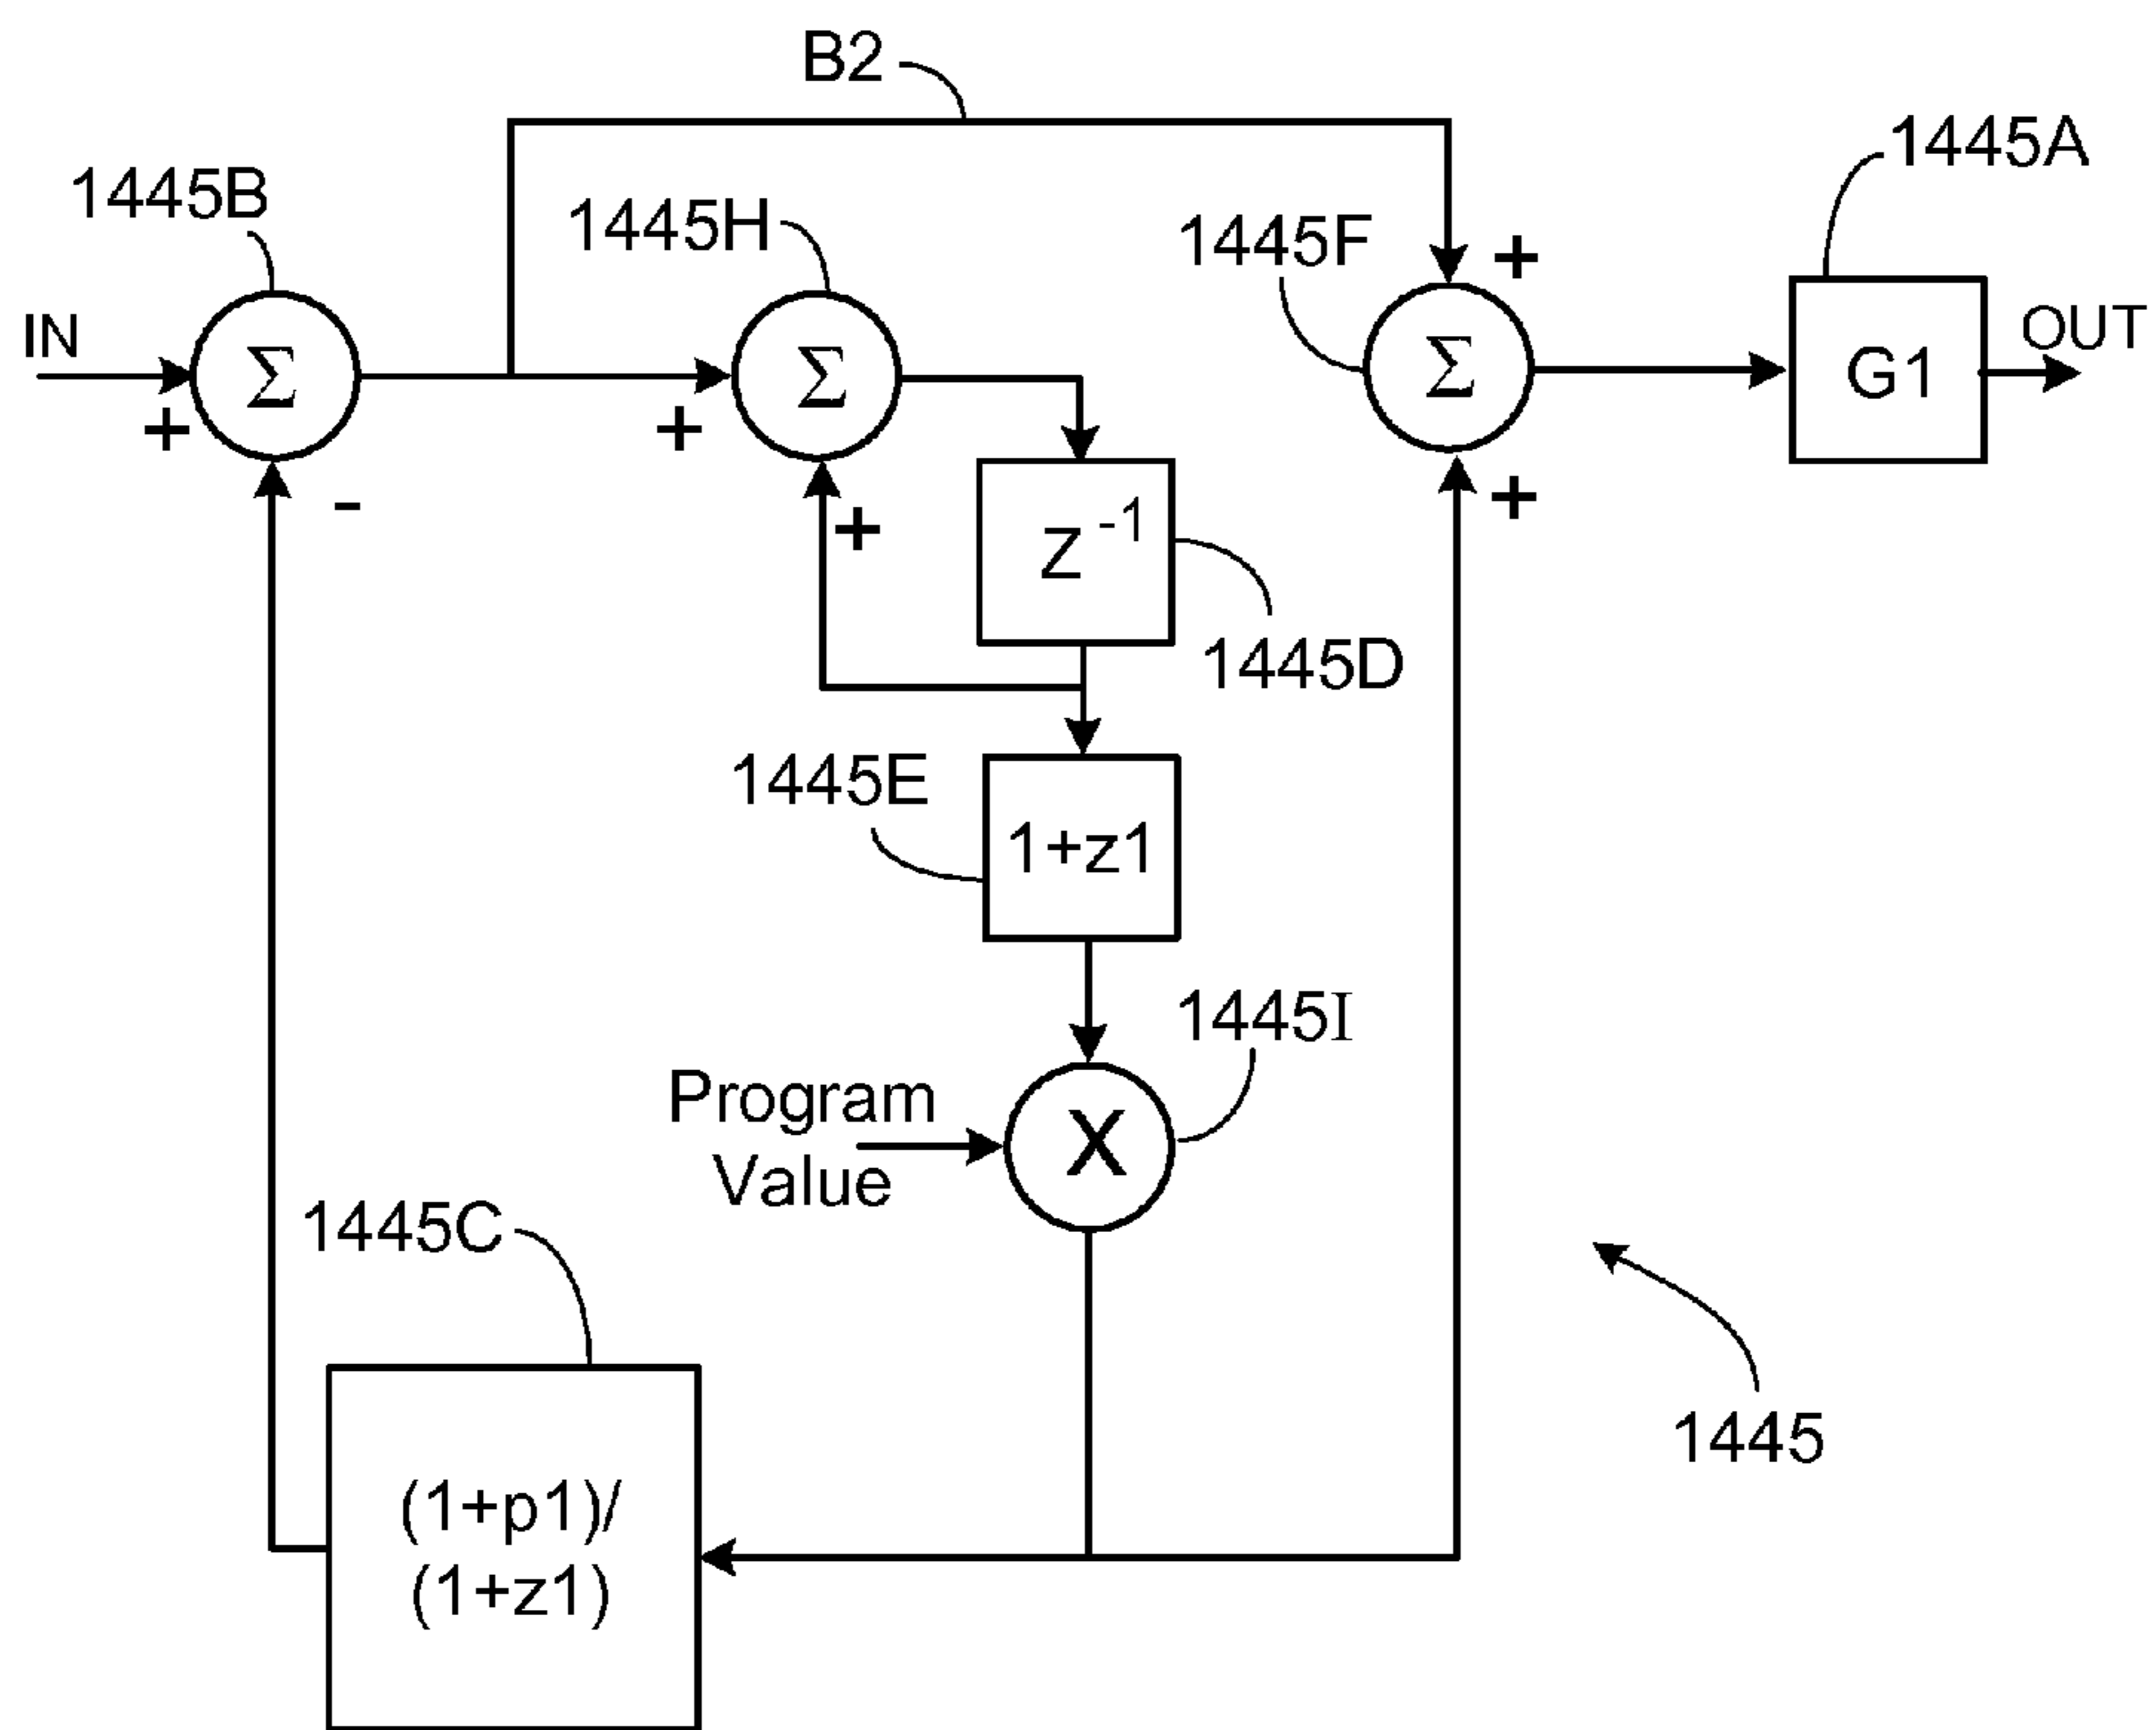 B2
1445A
1445B
1445H
1445F
IN
+
Σ
+
Σ
+
Σ
G1
OUT
-
+
+
Z -1
1445D
1445E
1+z1
1445I
Program
Value
X
1445C
(1+p1)/
(1+z1)
1445